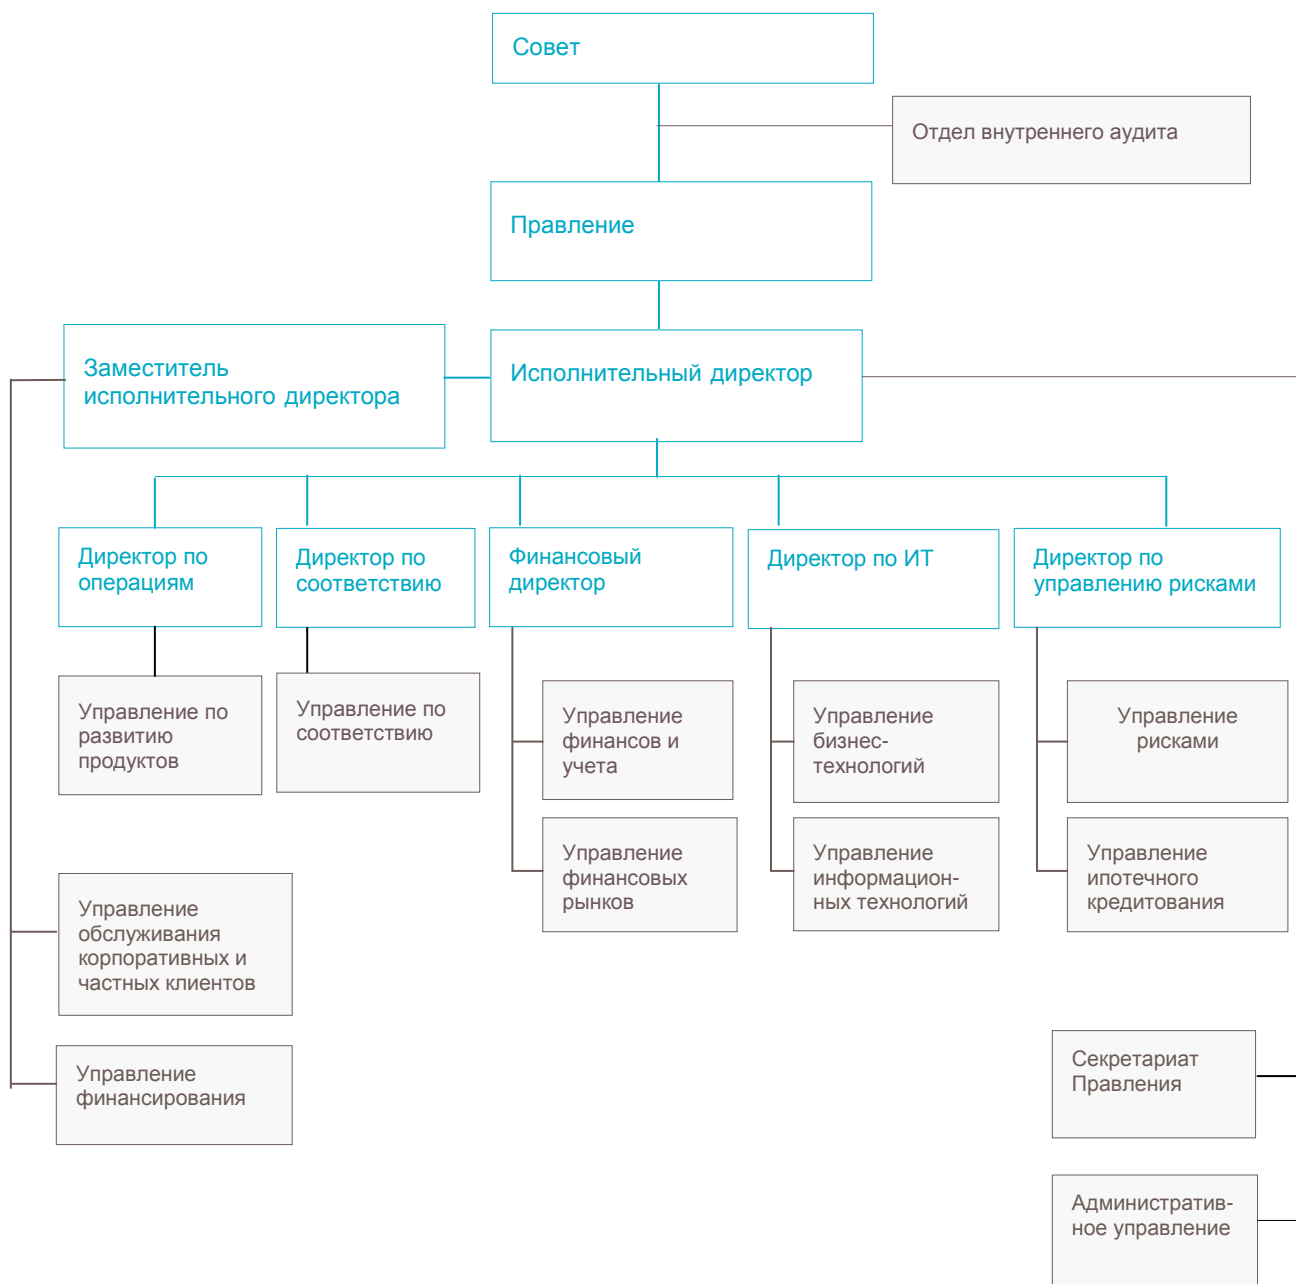 Совет
Отдел внутреннего аудита
Правление
Заместитель
исполнительного директора
Исполнительный директор
Директор по
операциям
Директор по
соответствию
Финансовый
директор
Директор по ИТ
Директор по
управлению рисками
Управление по
развитию
продуктов
Управление по
соответствию
Управление
финансов и
учета
Управление
бизнес-
технологий
Управление
рисками
Управление
финансовых
рынков
Управление
информацион-
ных технологий
Управление
ипотечного
кредитования
Управление
обслуживания
корпоративных и
частных клиентов
Управление
финансирования
Секретариат
Правления
Административ-
ное управление